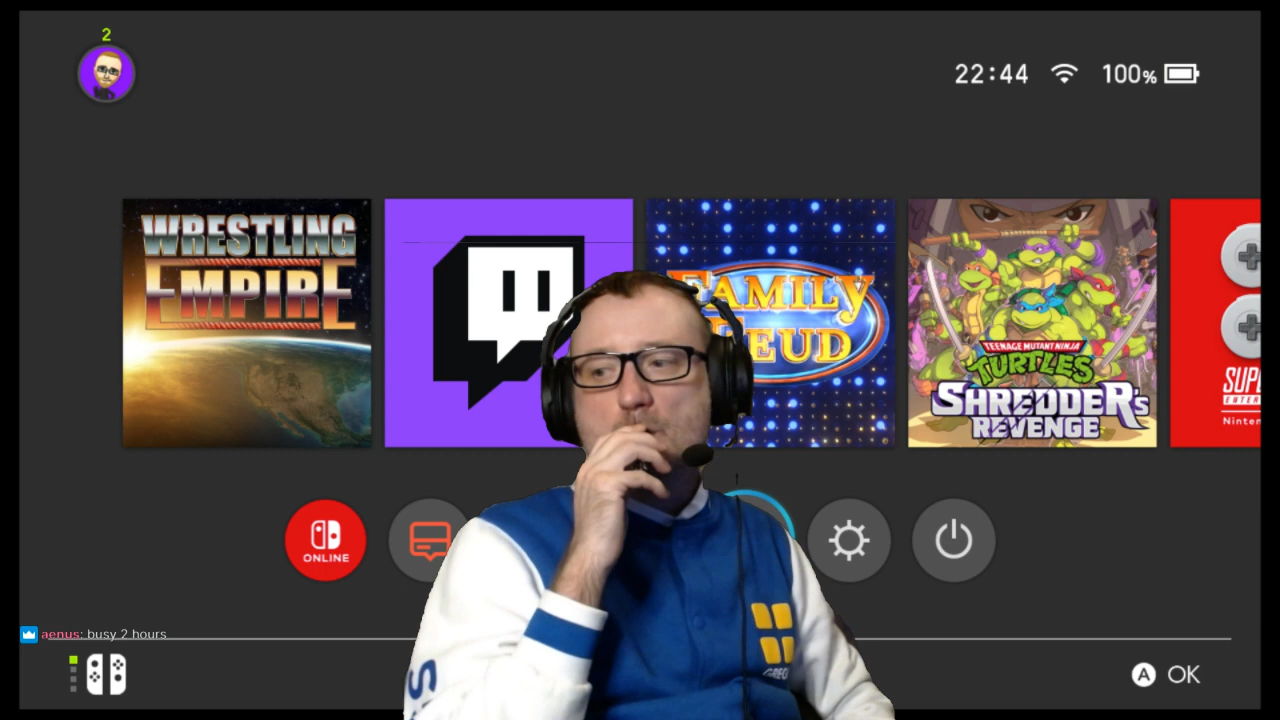 2
22:44
100%
WRESTLING
EMPIRE
FAMILY
FEUD
TEENAGE MUTANT NINJA
TURTLES
SHREDDER'S
REVENGE
ONLINE
aenus: busy 2 hours
A OK